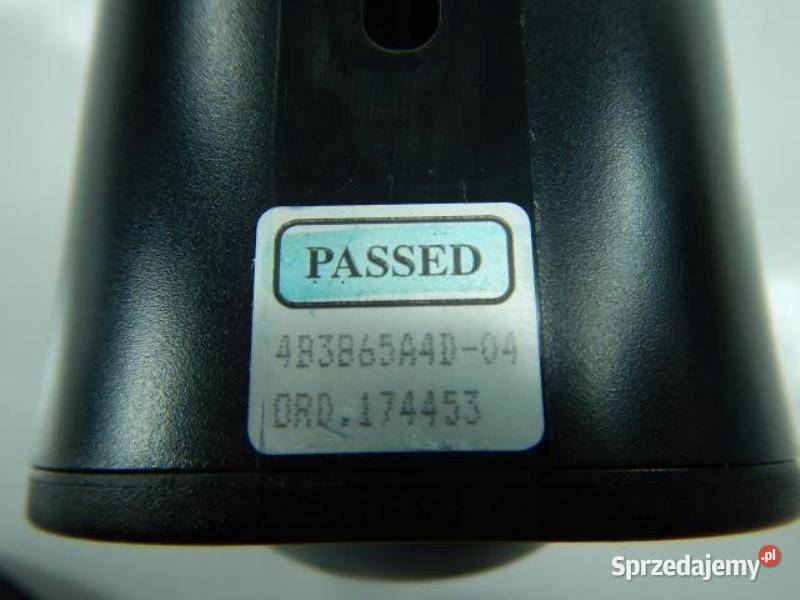 PASSED
4B3B65A4D-04
ORD.174453
Sprzedajemy.pl